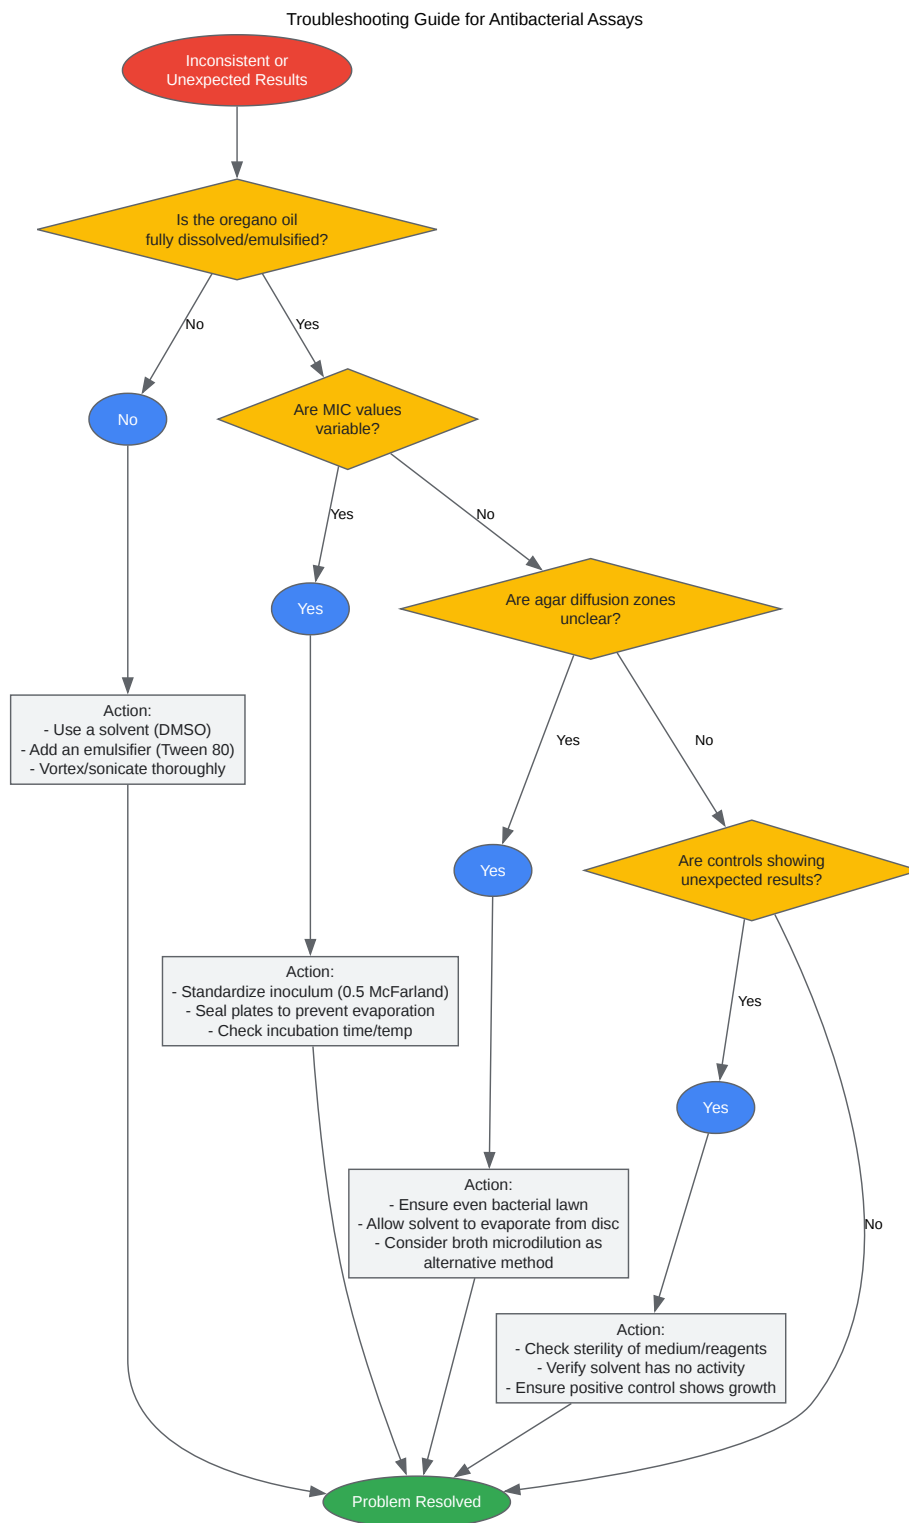 Troubleshooting Guide for Antibacterial Assays
Inconsistent or
Unexpected Results
Is the oregano oil
fully dissolved/emulsified?
No
Yes
No
Are MIC values
variable?
Yes
No
Yes
Are agar diffusion zones
unclear?
Action:
- Use a solvent (DMSO)
- Add an emulsifier (Tween 80)
- Vortex/sonicate thoroughly
Yes
No
Yes
Are controls showing
unexpected results?
Action:
- Standardize inoculum (0.5 McFarland)
- Seal plates to prevent evaporation
- Check incubation time/temp
Yes
Yes
Action:
- Ensure even bacterial lawn
- Allow solvent to evaporate from disc
- Consider broth microdilution as
alternative method
No
Action:
- Check sterility of medium/reagents
- Verify solvent has no activity
- Ensure positive control shows growth
Problem Resolved